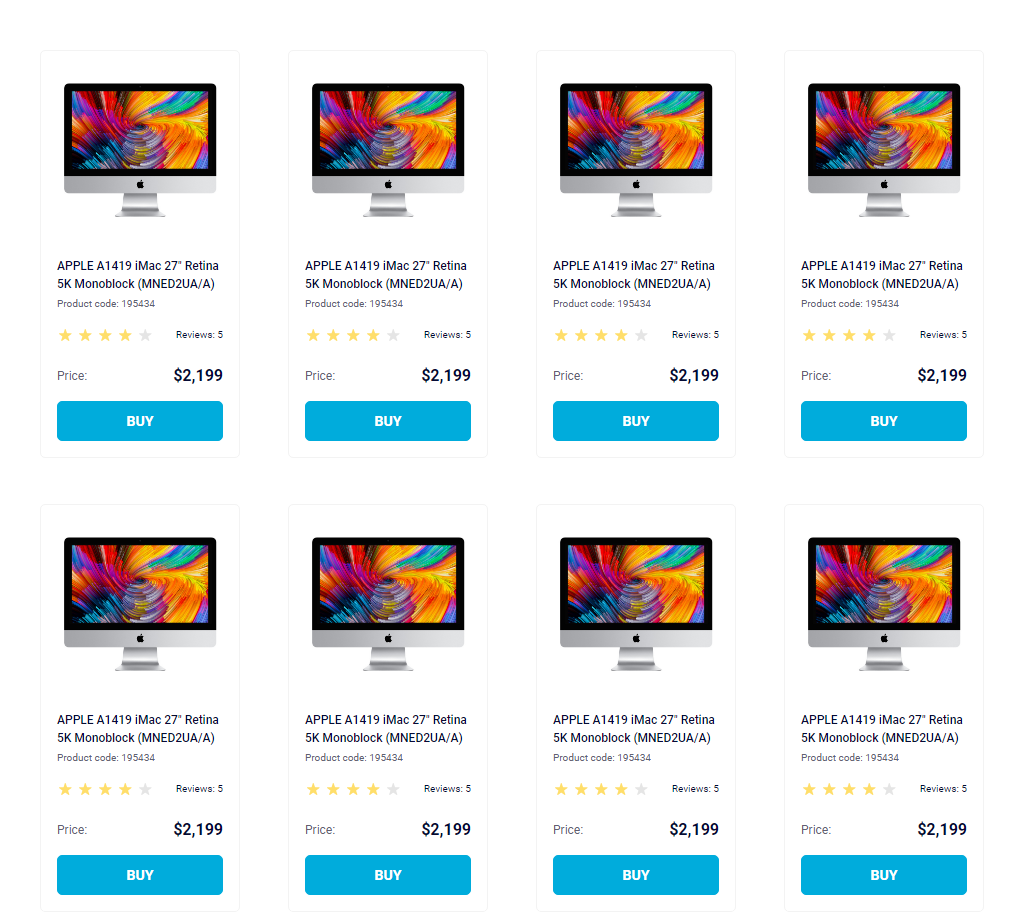 APPLE A1419 iMac 27" Retina
5K Monoblock (MNED2UA/A)
Product code: 195434
Reviews: 5
Price: $2,199
BUY
APPLE A1419 iMac 27" Retina
5K Monoblock (MNED2UA/A)
Product code: 195434
Reviews: 5
Price: $2,199
BUY
APPLE A1419 iMac 27" Retina
5K Monoblock (MNED2UA/A)
Product code: 195434
Reviews: 5
Price: $2,199
BUY
APPLE A1419 iMac 27" Retina
5K Monoblock (MNED2UA/A)
Product code: 195434
Reviews: 5
Price: $2,199
BUY
APPLE A1419 iMac 27" Retina
5K Monoblock (MNED2UA/A)
Product code: 195434
Reviews: 5
Price: $2,199
BUY
APPLE A1419 iMac 27" Retina
5K Monoblock (MNED2UA/A)
Product code: 195434
Reviews: 5
Price: $2,199
BUY
APPLE A1419 iMac 27" Retina
5K Monoblock (MNED2UA/A)
Product code: 195434
Reviews: 5
Price: $2,199
BUY
APPLE A1419 iMac 27" Retina
5K Monoblock (MNED2UA/A)
Product code: 195434
Reviews: 5
Price: $2,199
BUY